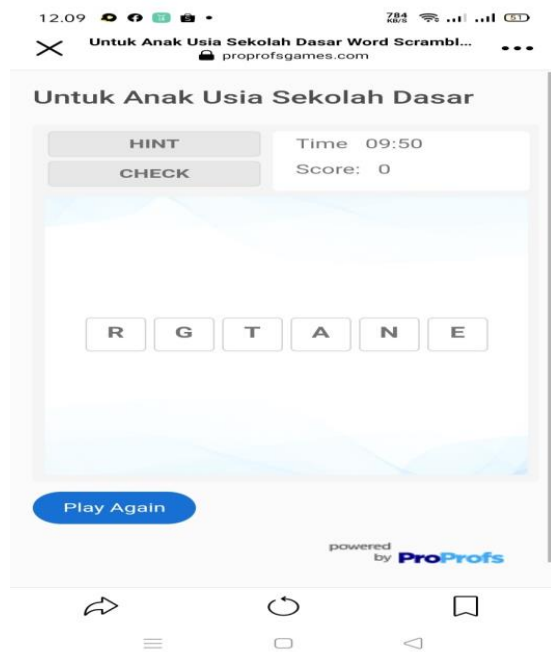 12.09 784 KB/S 51
Untuk Anak Usia Sekolah Dasar Word Scrambl...
proprofsgames.com
Untuk Anak Usia Sekolah Dasar
HINT
Time 09:50
CHECK
Score: 0
R G T A N E
Play Again
powered
by ProProfs